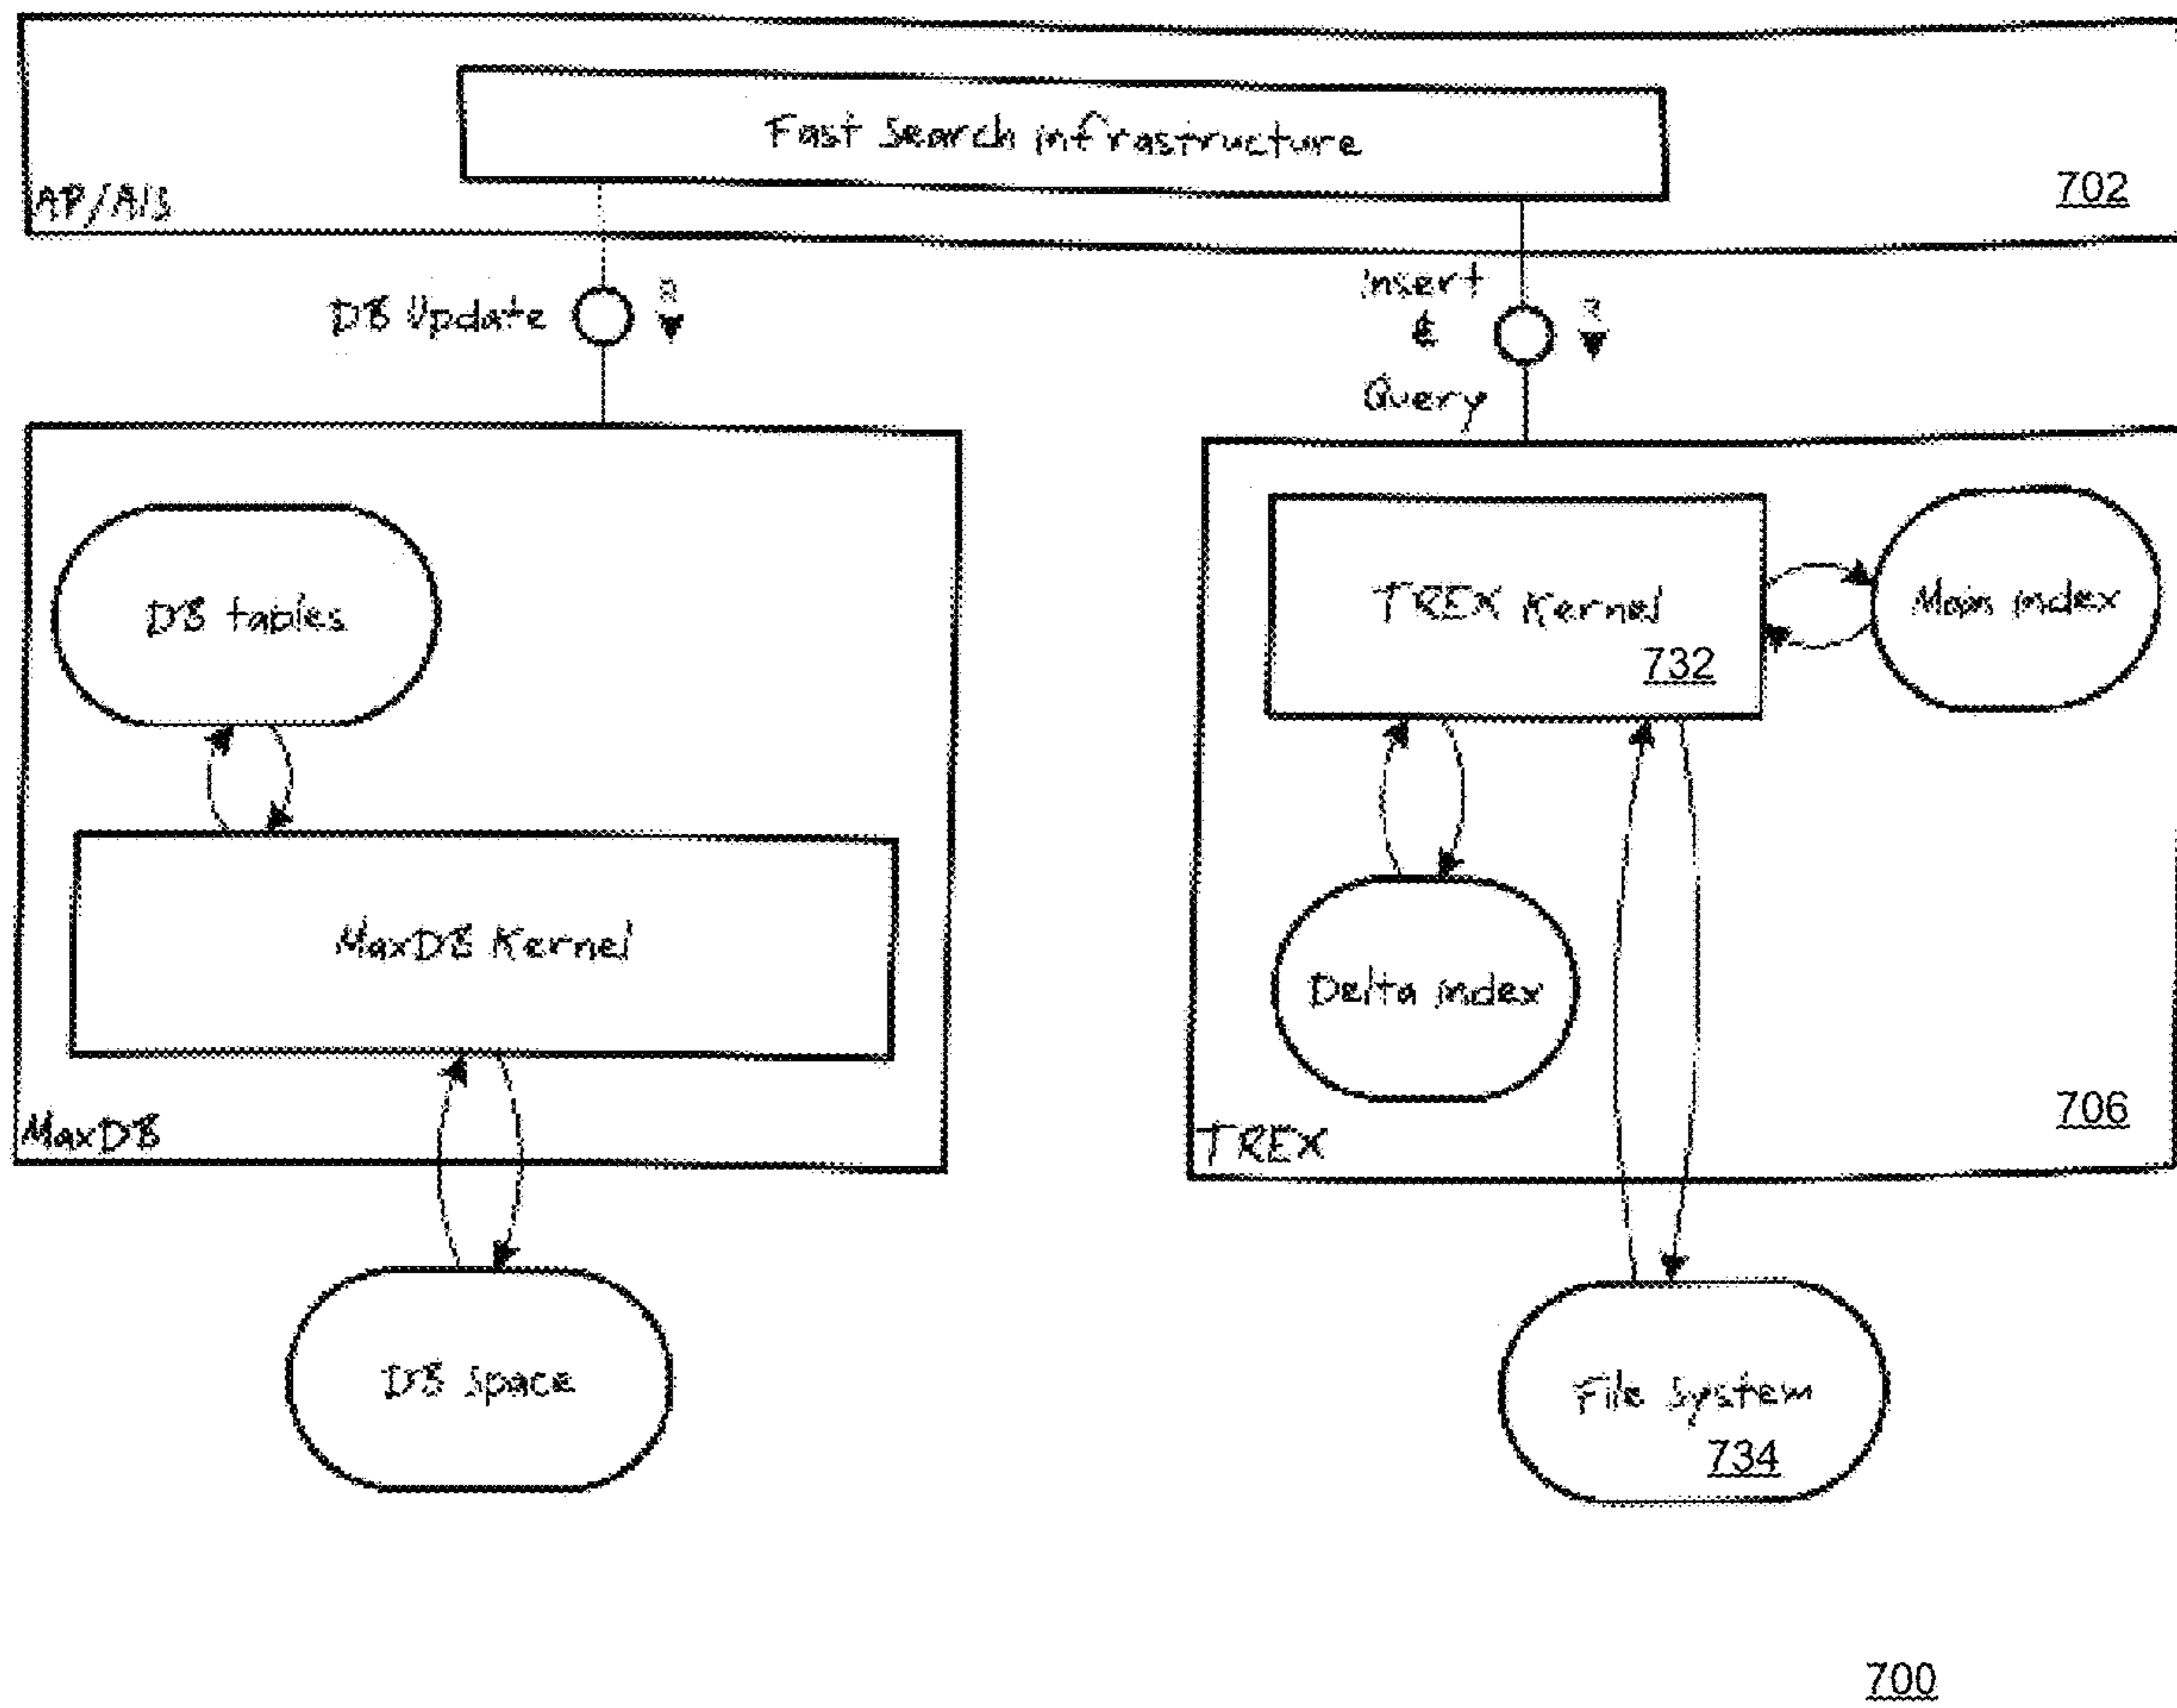 Fast Search infrastructure
AP/A1S
702
DB Update
R
Insert
&
Query
R
DB tables
TREX Kernel
732
Main index
MaxDB Kernel
Delta index
MaxDB
TREX
706
DB space
File System
734
700